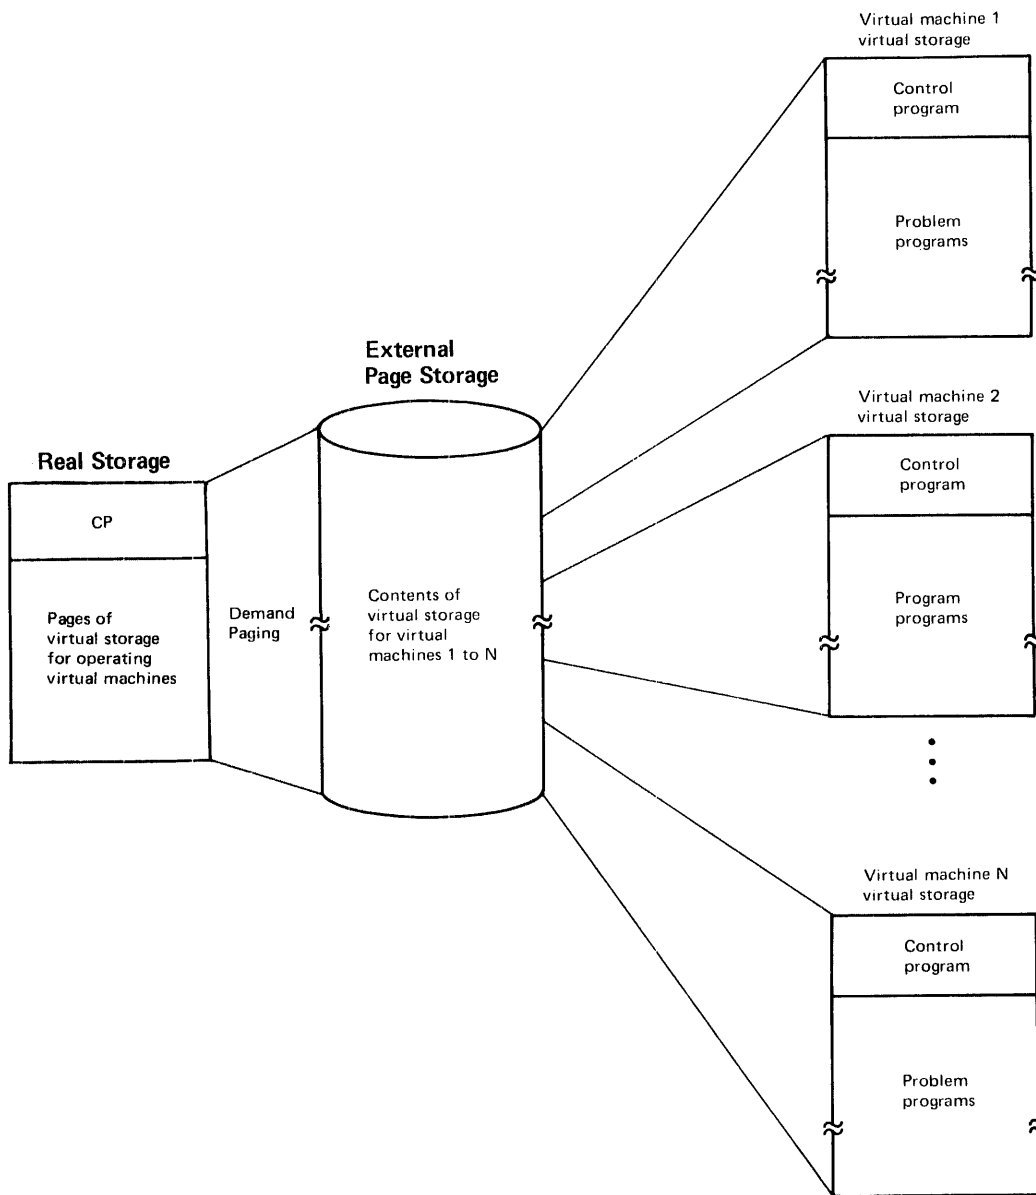 Virtual machine 1
virtual storage
Control
program
Problem
programs
External
Page Storage
Virtual machine 2
virtual storage
Real Storage
Control
program
CP
Program
programs
Pages of
virtual storage
for operating
virtual machines
Demand
Paging
Contents of
virtual storage
for virtual
machines 1 to N
Virtual machine N
virtual storage
Control
program
Problem
programs